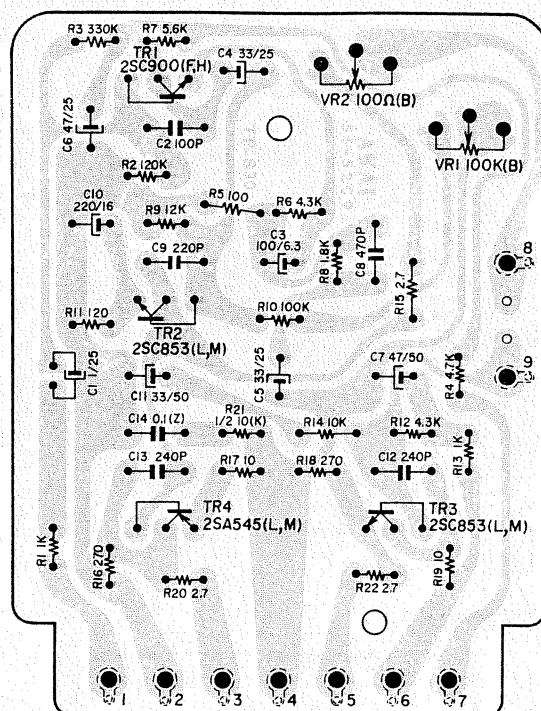 R3 330K
R7 5.6K
TR1
2SC900(F,H)
C4 33/25
VR2 100Ω(B)
C6 47/25
C2 100P
VR1 100K(B)
R2 120K
C10
220/16
R9 12K
R5 100
R6 4.3K
C9 220P
C3
100/6.3
R8 1.8K
C8 470P
R15 2.7
8
R11 120
TR2
2SC853(L,M)
R10 100K
C1 1/25
C11 33/50
C5 33/25
C7 47/50
R4 4.7K
9
C14 0.1(Z)
R21
1/2 10(K)
R14 10K
R12 4.3K
C13 240P
R17 10
R18 270
C12 240P
R13 1K
TR4
2SA545(L,M)
TR3
2SC853(L,M)
R1 1K
R16 270
R20 2.7
R22 2.7
R19 10
1
2
3
4
5
6
7